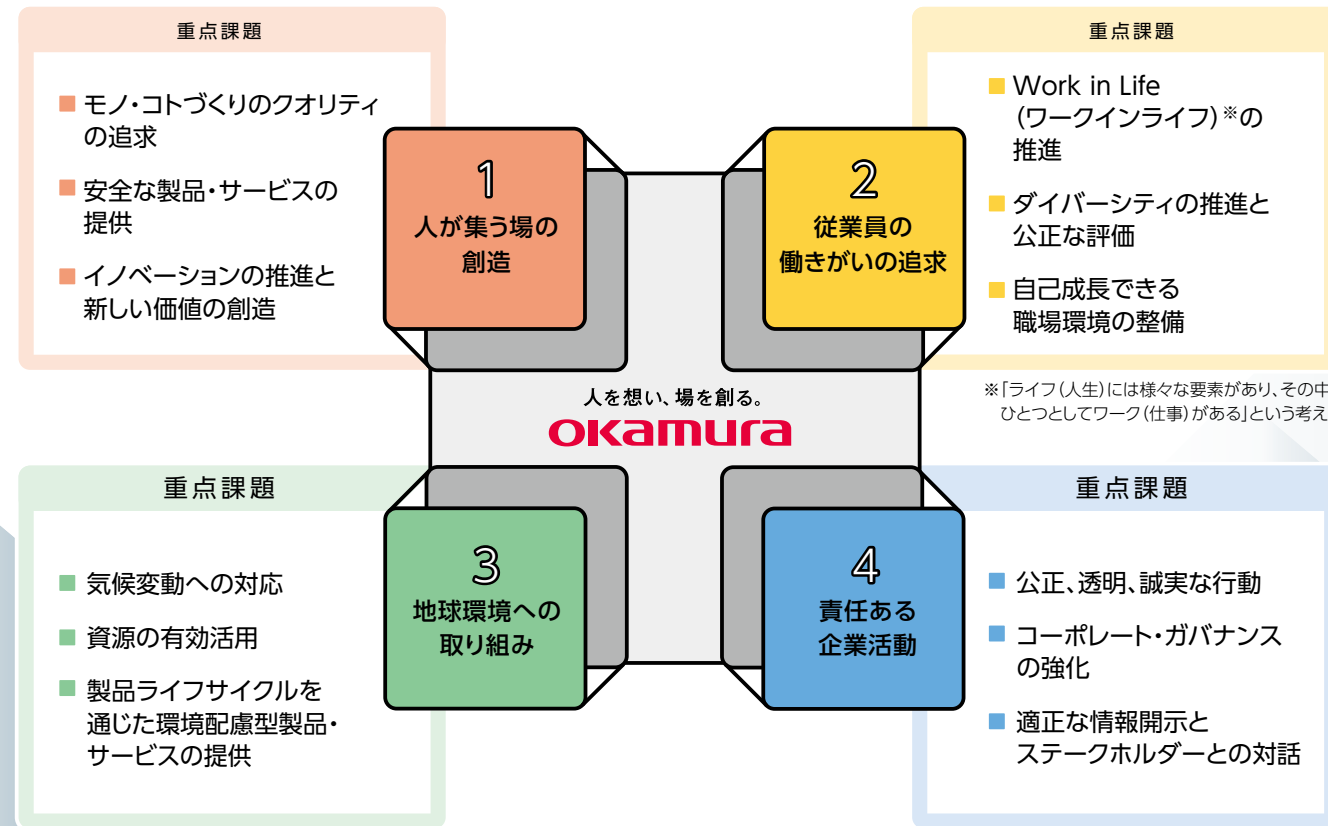 重点課題
■ モノ・コトづくりのクオリティ
の追求
■ 安全な製品・サービスの
提供
■ イノベーションの推進と
新しい価値の創造
1
人が集う場の
創造
2
従業員の
働きがいの追求
重点課題
■ Work in Life
(ワークインライフ)※の
推進
■ ダイバーシティの推進と
公正な評価
■ 自己成長できる
職場環境の整備
※「ライフ(人生)には様々な要素があり、その中
ひとつとしてワーク(仕事)がある」という考え
人を想い、場を創る。
okamura
重点課題
■ 気候変動への対応
■ 資源の有効活用
■ 製品ライフサイクルを
通じた環境配慮型製品・
サービスの提供
3
地球環境への
取り組み
4
責任ある
企業活動
重点課題
■ 公正、透明、誠実な行動
■ コーポレート・ガバナンス
の強化
■ 適正な情報開示と
ステークホルダーとの対話